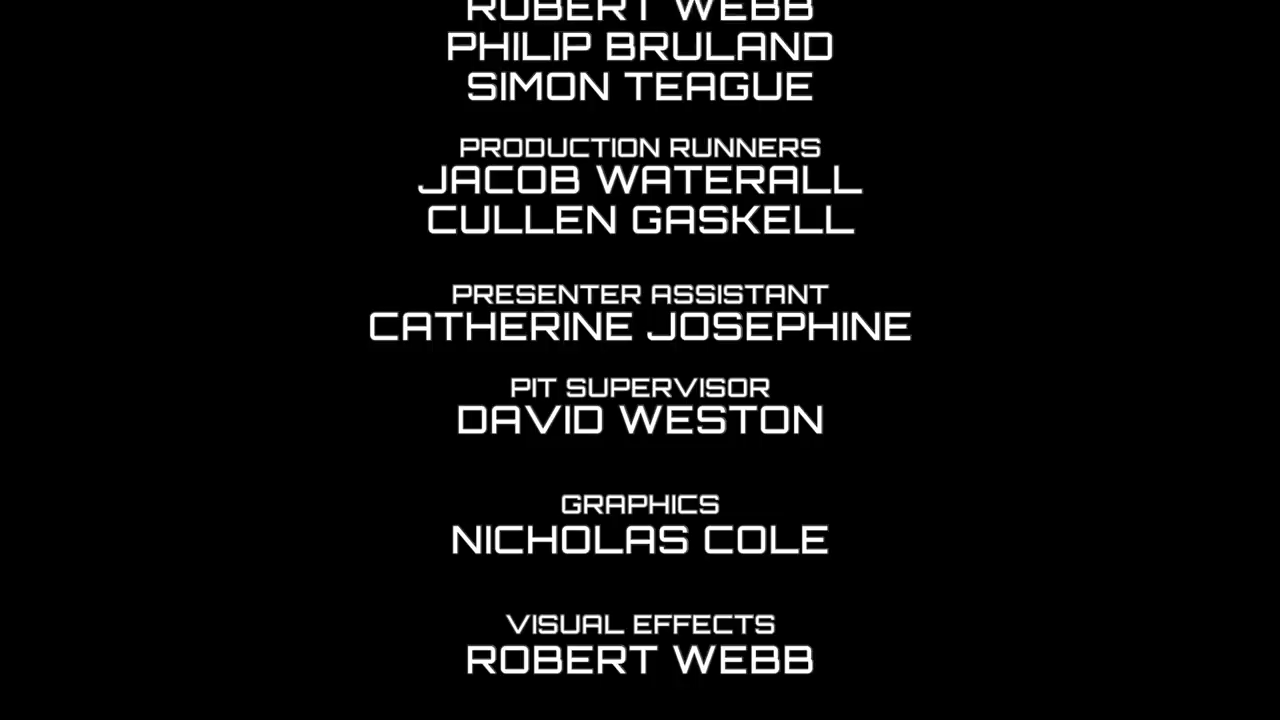 ROBERT WEBB
PHILIP BRULAND
SIMON TEAGUE
PRODUCTION RUNNERS
JACOB WATERALL
CULLEN GASKELL
PRESENTER ASSISTANT
CATHERINE JOSEPHINE
PIT SUPERVISOR
DAVID WESTON
GRAPHICS
NICHOLAS COLE
VISUAL EFFECTS
ROBERT WEBB